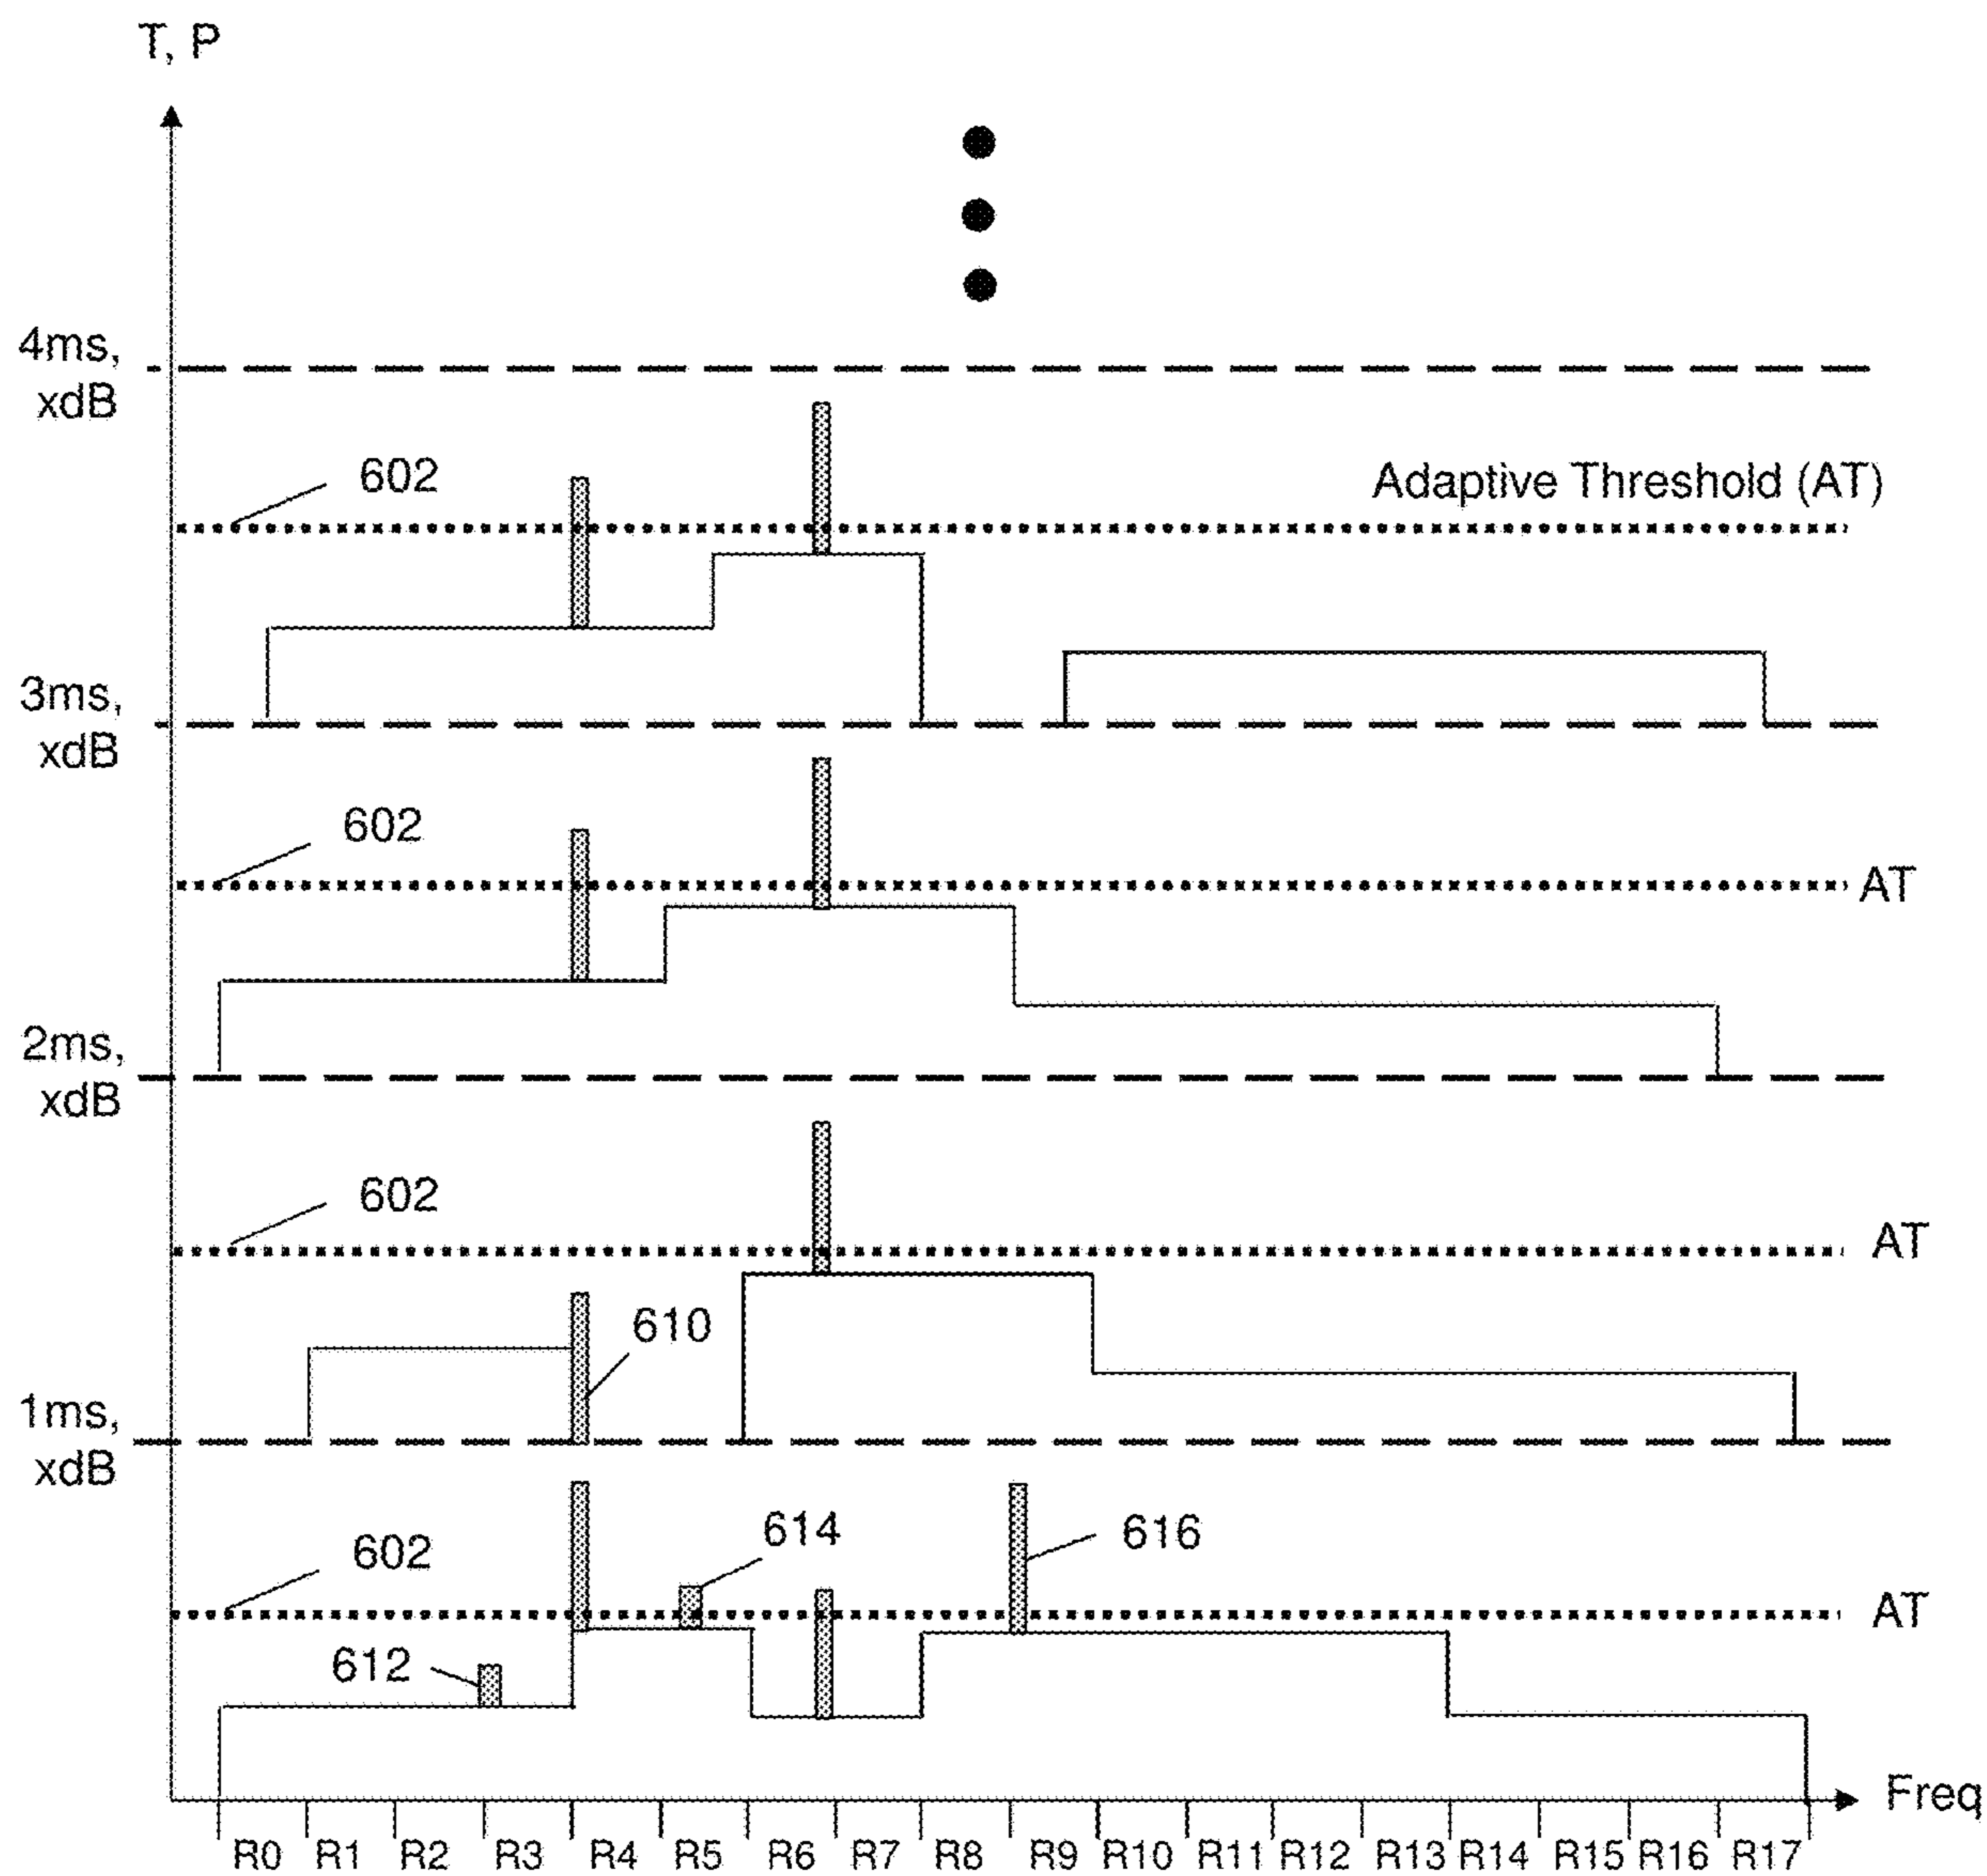 T, P
4ms,
xdB
602
Adaptive Threshold (AT)
3ms,
xdB
602
AT
2ms,
xdB
602
AT
610
1ms,
xdB
614
616
602
AT
612
Freq
R0 R1 R2 R3 R4 R5 R6 R7 R8 R9 R10 R11 R12 R13 R14 R15 R16 R17